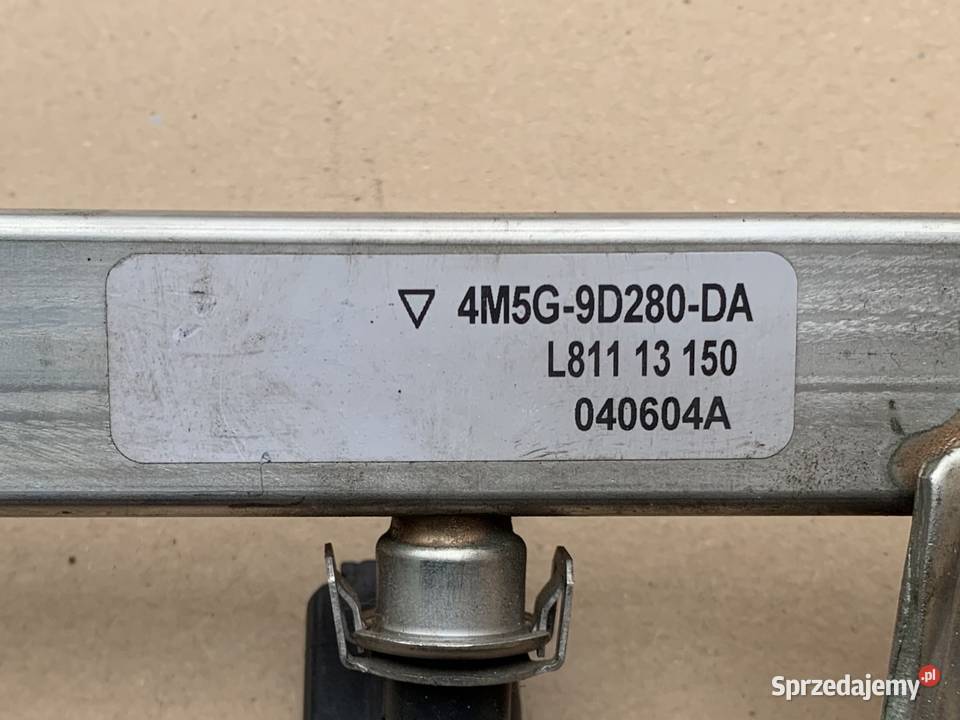 ▽ 4M5G-9D280-DA
L811 13 150
040604A
Sprzedajemy.pl